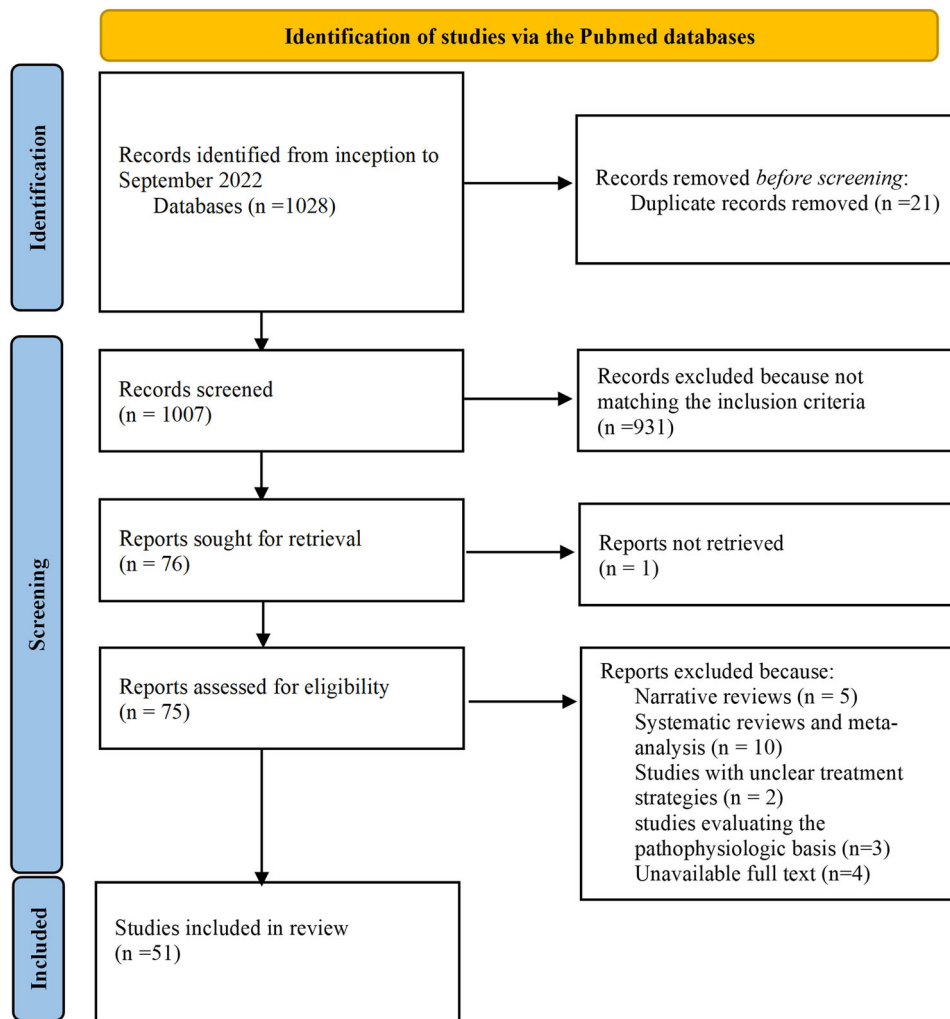 Identification of studies via the Pubmed databases
Identification
Records identified from inception to
September 2022
Databases (n =1028)
Records removed before screening:
Duplicate records removed (n =21)
Screening
Records screened
(n = 1007)
Records excluded because not
matching the inclusion criteria
(n =931)
Reports sought for retrieval
(n = 76)
Reports not retrieved
(n = 1)
Reports assessed for eligibility
(n = 75)
Reports excluded because:
Narrative reviews (n = 5)
Systematic reviews and meta-
analysis (n = 10)
Studies with unclear treatment
strategies (n = 2)
studies evaluating the
pathophysiologic basis (n=3)
Unavailable full text (n=4)
Included
Studies included in review
(n =51)